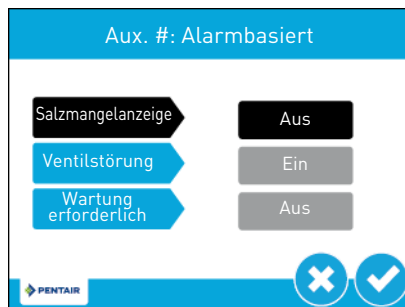 Aux. #: Alarmbasiert
Salzmangelanzeige
Aus
Ventilstörung
Ein
Wartung
erforderlich
Aus
PENTAIR